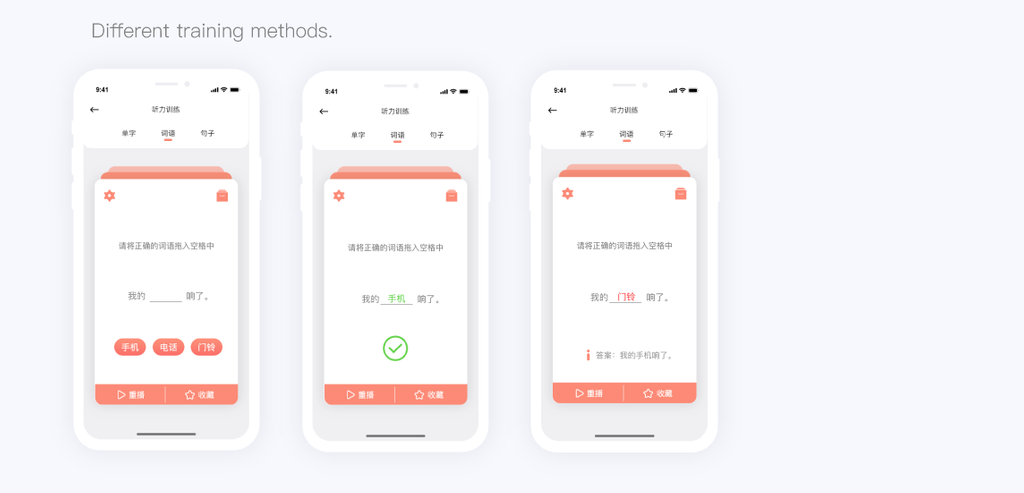 Different training methods.
9:41
听力训练
单字 词语 句子
请将正确的词语拖入空格中
我的 ______ 响了。
手机 电话 门铃
重播 收藏
9:41
听力训练
单字 词语 句子
请将正确的词语拖入空格中
我的 手机 响了。
重播 收藏
9:41
听力训练
单字 词语 句子
请将正确的词语拖入空格中
我的 门铃 响了。
答案：我的手机响了。
重播 收藏